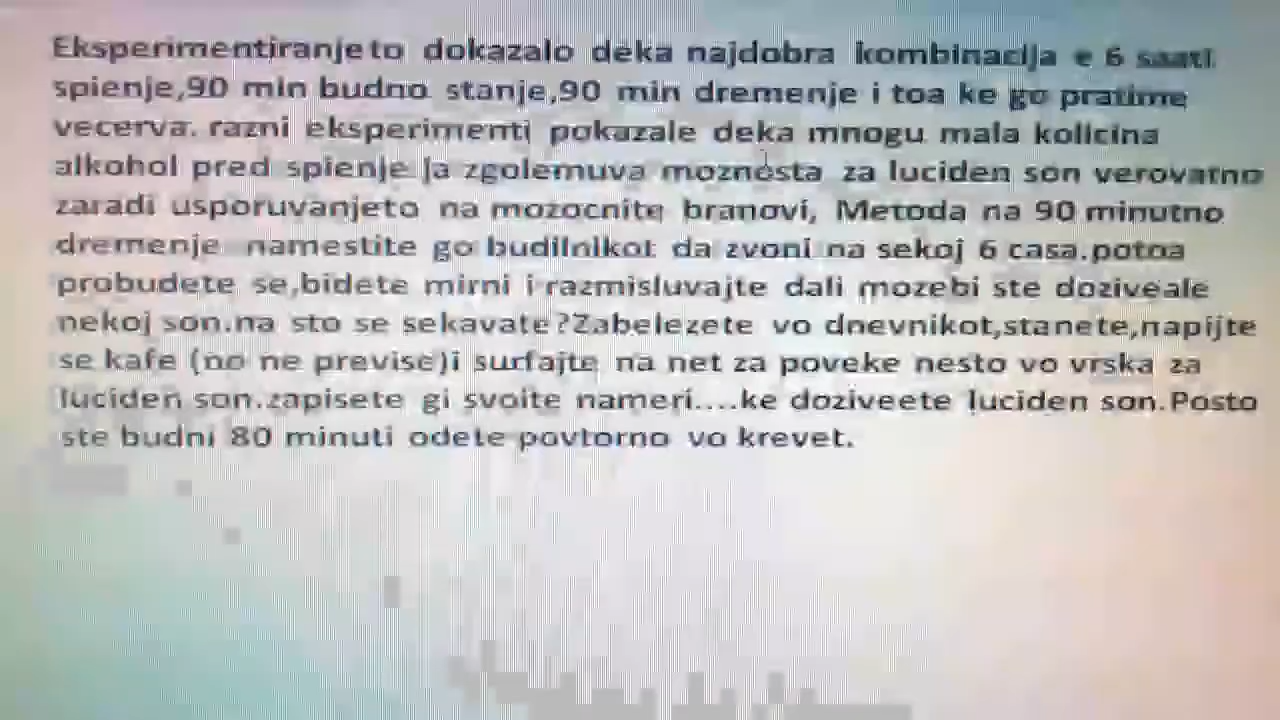 Eksperimentiranjeto dokazalo deka najdobra kombinacija e 6 saati
spienje,90 min budno stanje,90 min dremenje i toa ke go pratime
vecerva. razni eksperimenti pokazale deka mnogu mala kolicina
alkohol pred spienje ja zgolemuva moznosta za luciden son verovatno
zaradi usporuvanjeto na mozocnite branovi, Metoda na 90 minutno
dremenje namestite go budilnikot da zvoni na sekoj 6 casa.potoa
probudete se,bidete mirni i razmisluvajte dali mozebi ste doziveale
nekoj son.na sto se sekavate?Zabelezete vo dnevnikot,stanete,napijte
se kafe (no ne previse)i surfajte na net za poveke nesto vo vrska za
luciden son.zapisete gi svoite nameri....ke doziveete luciden son.Posto
ste budni 80 minuti odete povtorno vo krevet.